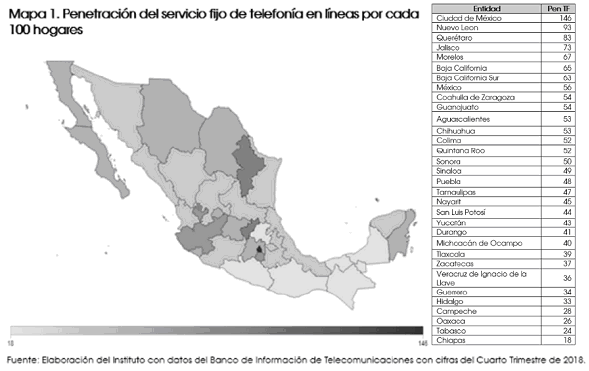 Mapa 1. Penetración del servicio fijo de telefonía en líneas por cada
100 hogares
Entidad Pen TF
Ciudad de México 146
Nuevo Leon 93
Querétaro 83
Jalisco 73
Morelos 67
Baja California 65
Baja California Sur 63
México 56
Coahuila de Zaragoza 54
Guanajuato 54
Aguascalientes 53
Chihuahua 53
Colima 52
Quintana Roo 52
Sonora 50
Sinaloa 49
Puebla 48
Tamaulipas 47
Nayarit 45
San Luis Potosí 44
Yucatán 43
Durango 41
Michoacán de Ocampo 40
Tlaxcala 39
Zacatecas 37
Veracruz de Ignacio de la
Llave 36
Guerrero 34
Hidalgo 33
Campeche 28
Oaxaca 26
Tabasco 24
Chiapas 18
18 146
Fuente: Elaboración del Instituto con datos del Banco de Información de Telecomunicaciones con cifras del Cuarto Trimestre de 2018.